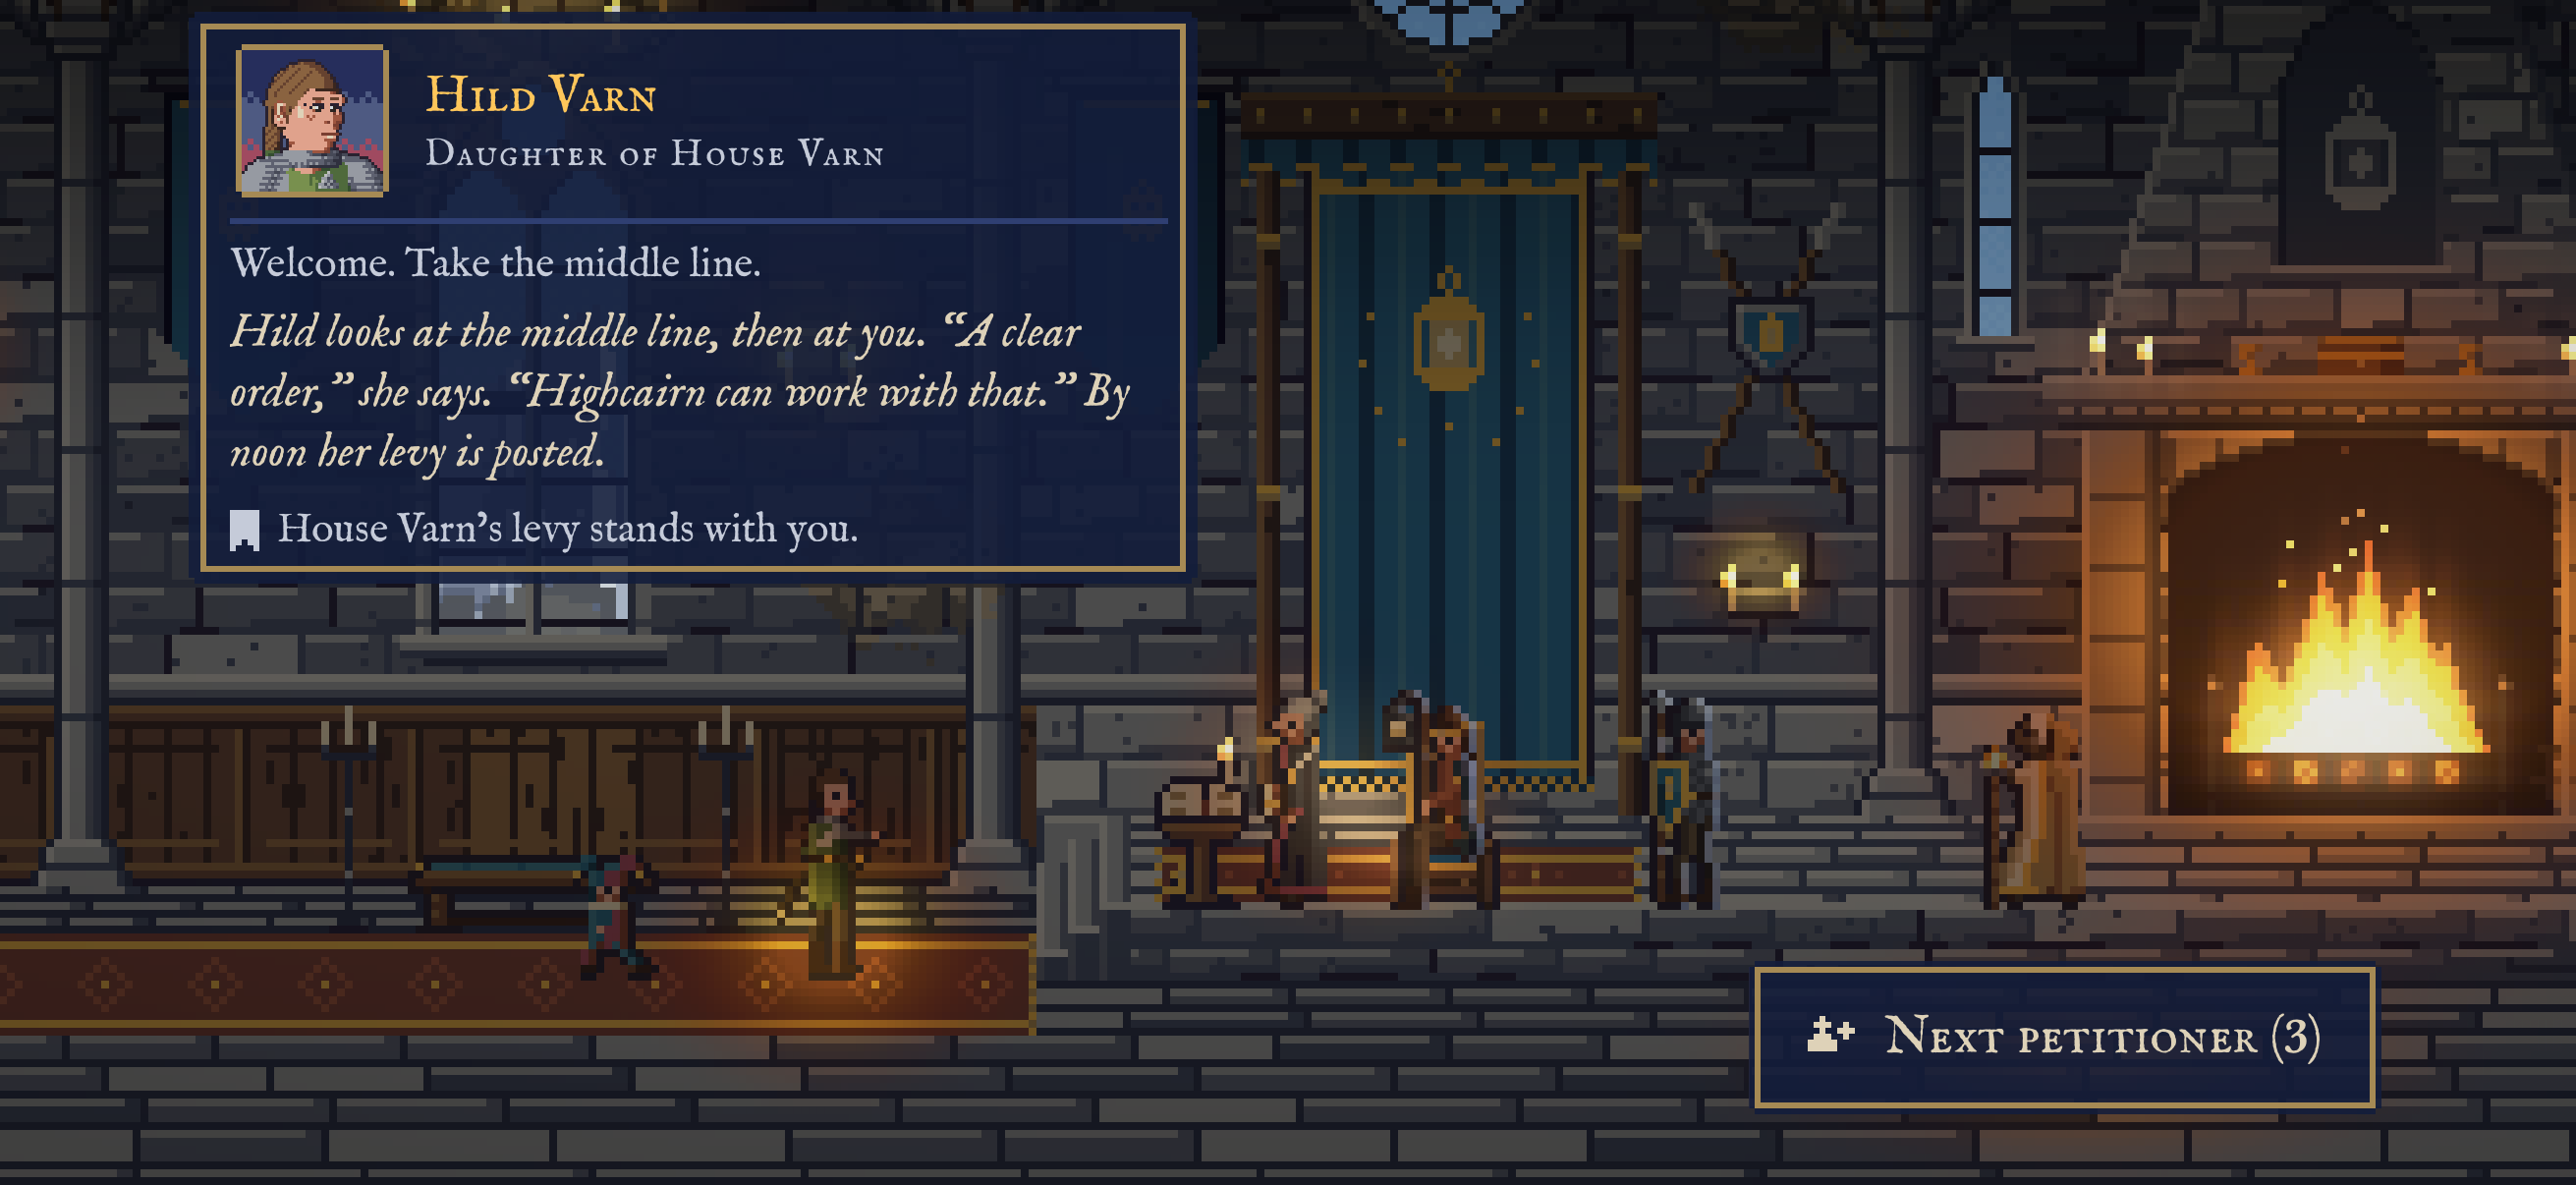 Hild Varn
Daughter of House Varn
Welcome. Take the middle line.
Hild looks at the middle line, then at you. “A clear
order,” she says. “Highcairn can work with that.” By
noon her levy is posted.
House Varn’s levy stands with you.
Next petitioner (3)